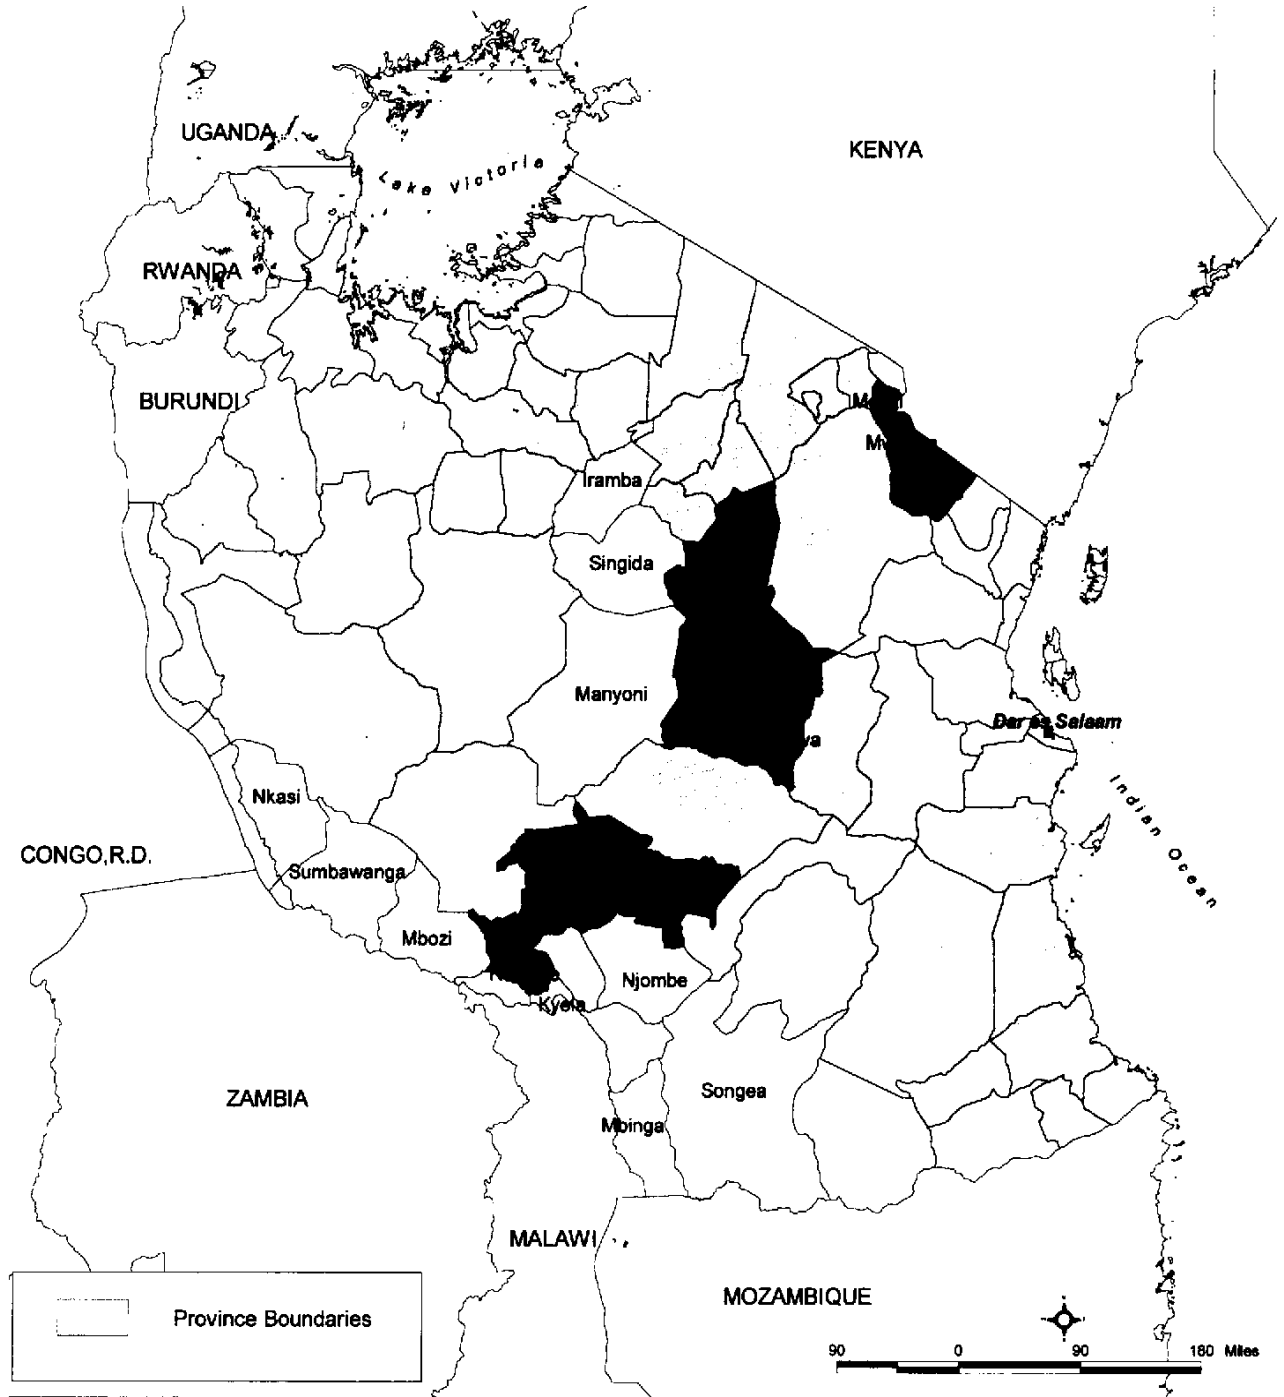 UGANDA
KENYA
Lake Victoria
RWANDA
BURUNDI
Iramba
Singida
Manyoni
Dar es Salaam
Nkasi
Indian Ocean
CONGO,R.D.
Sumbawanga
Mbozi
Njombe
Kyela
ZAMBIA
Songea
Mbinga
MALAWI
MOZAMBIQUE
Province Boundaries
90 0 90 180 Miles